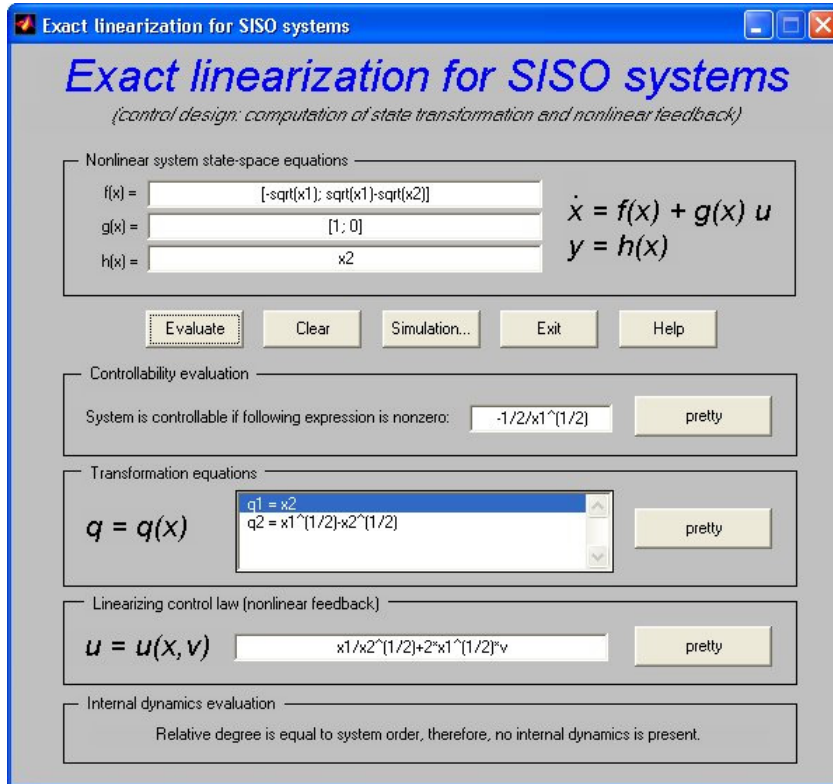 Exact linearization for SISO systems
Exact linearization for SISO systems
(control design: computation of state transformation and nonlinear feedback)
Nonlinear system state-space equations
f(x) = [-sqrt(x1); sqrt(x1)-sqrt(x2)]
g(x) = [1; 0]
h(x) = x2
ẋ = f(x) + g(x) u
y = h(x)
Evaluate Clear Simulation... Exit Help
Controllability evaluation
System is controllable if following expression is nonzero: -1/2/x1^(1/2) pretty
Transformation equations
q = q(x)
q1 = x2
q2 = x1^(1/2)-x2^(1/2)
pretty
Linearizing control law (nonlinear feedback)
u = u(x,v) x1/x2^(1/2)+2*x1^(1/2)*v pretty
Internal dynamics evaluation
Relative degree is equal to system order, therefore, no internal dynamics is present.